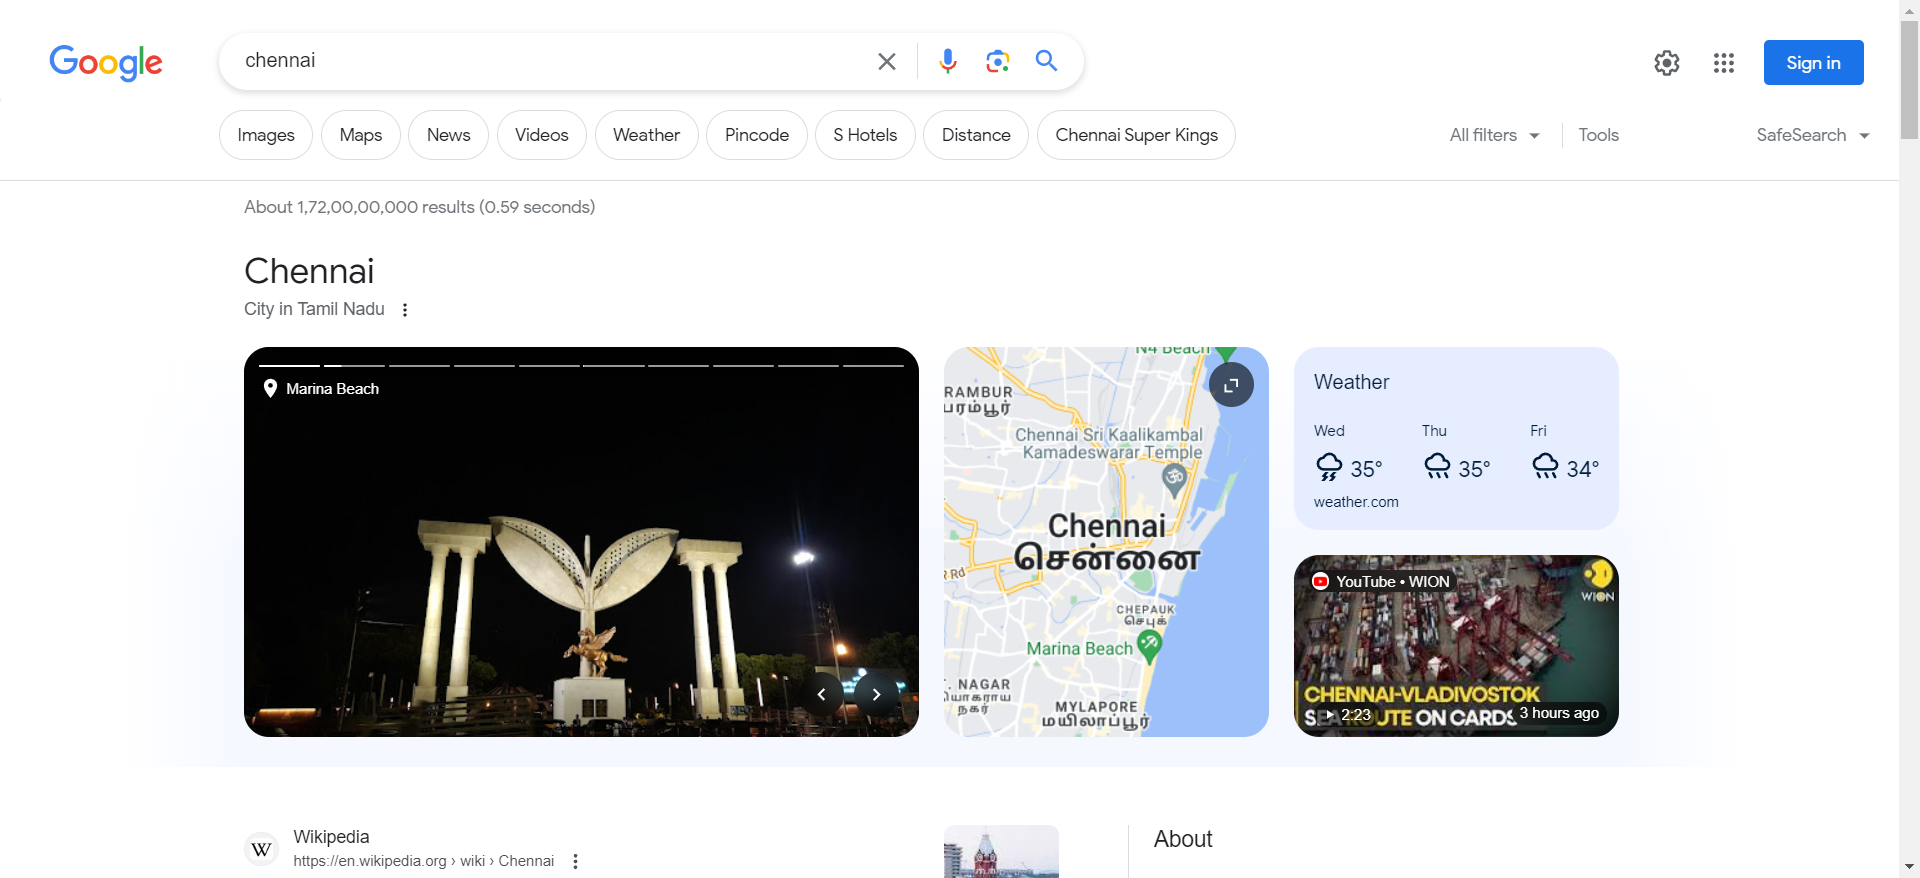 Google
chennai
Sign in
Images
Maps
News
Videos
Weather
Pincode
S Hotels
Distance
Chennai Super Kings
All filters
Tools
SafeSearch
About 1,72,00,00,000 results (0.59 seconds)
Chennai
City in Tamil Nadu
Marina Beach
N4 Beach
RAMBUR
பரம்பூர்
Chennai Sri Kaalikambal
Kamadeswarar Temple
Chennai
சென்னை
R Rd
CHEPAUK
செபுக்
Marina Beach
T. NAGAR
தியாகராய
நகர்
MYLAPORE
மயிலாப்பூர்
Weather
Wed
Thu
Fri
35°
35°
34°
weather.com
YouTube • WION
WION
CHENNAI-VLADIVOSTOK
SEA ROUTE ON CARDS
2:23
3 hours ago
W
Wikipedia
https://en.wikipedia.org › wiki › Chennai
About